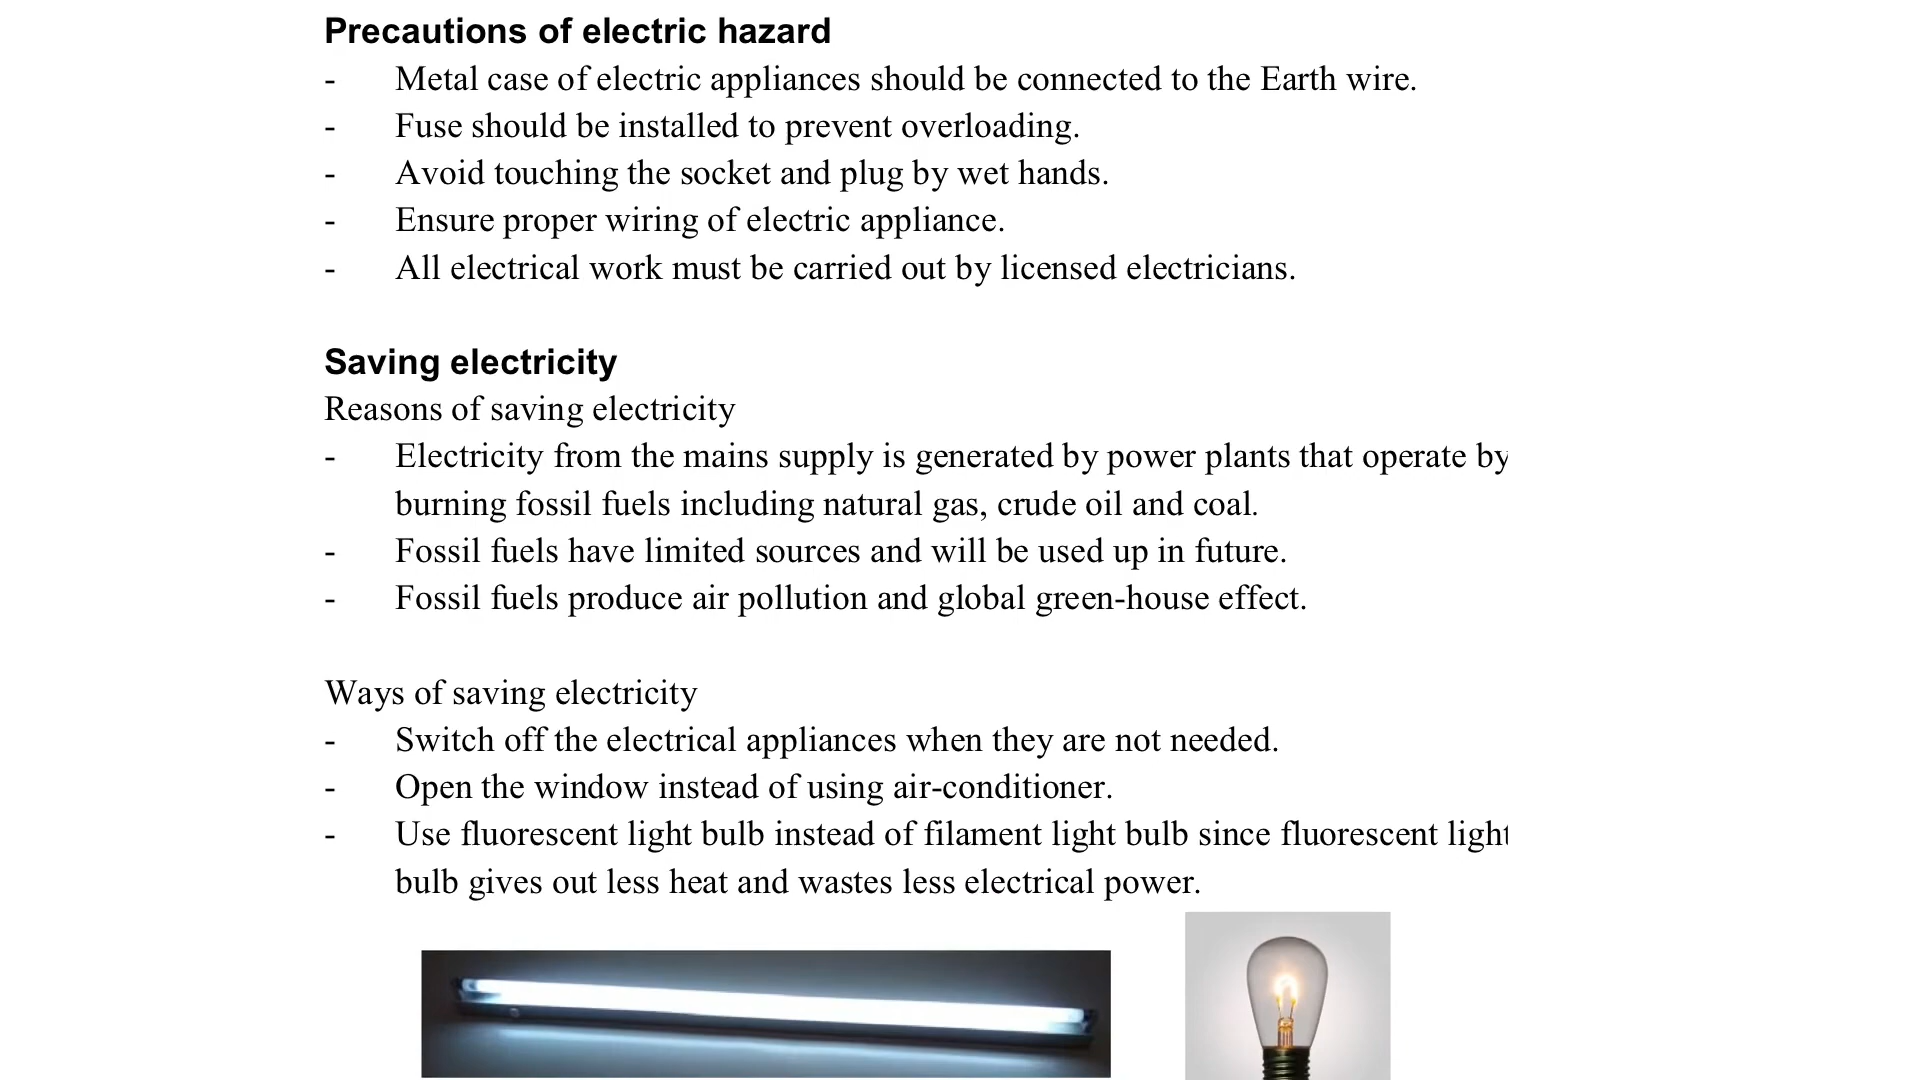 Precautions of electric hazard
- Metal case of electric appliances should be connected to the Earth wire.
- Fuse should be installed to prevent overloading.
- Avoid touching the socket and plug by wet hands.
- Ensure proper wiring of electric appliance.
- All electrical work must be carried out by licensed electricians.
Saving electricity
Reasons of saving electricity
- Electricity from the mains supply is generated by power plants that operate by
burning fossil fuels including natural gas, crude oil and coal.
- Fossil fuels have limited sources and will be used up in future.
- Fossil fuels produce air pollution and global green-house effect.
Ways of saving electricity
- Switch off the electrical appliances when they are not needed.
- Open the window instead of using air-conditioner.
- Use fluorescent light bulb instead of filament light bulb since fluorescent light
bulb gives out less heat and wastes less electrical power.